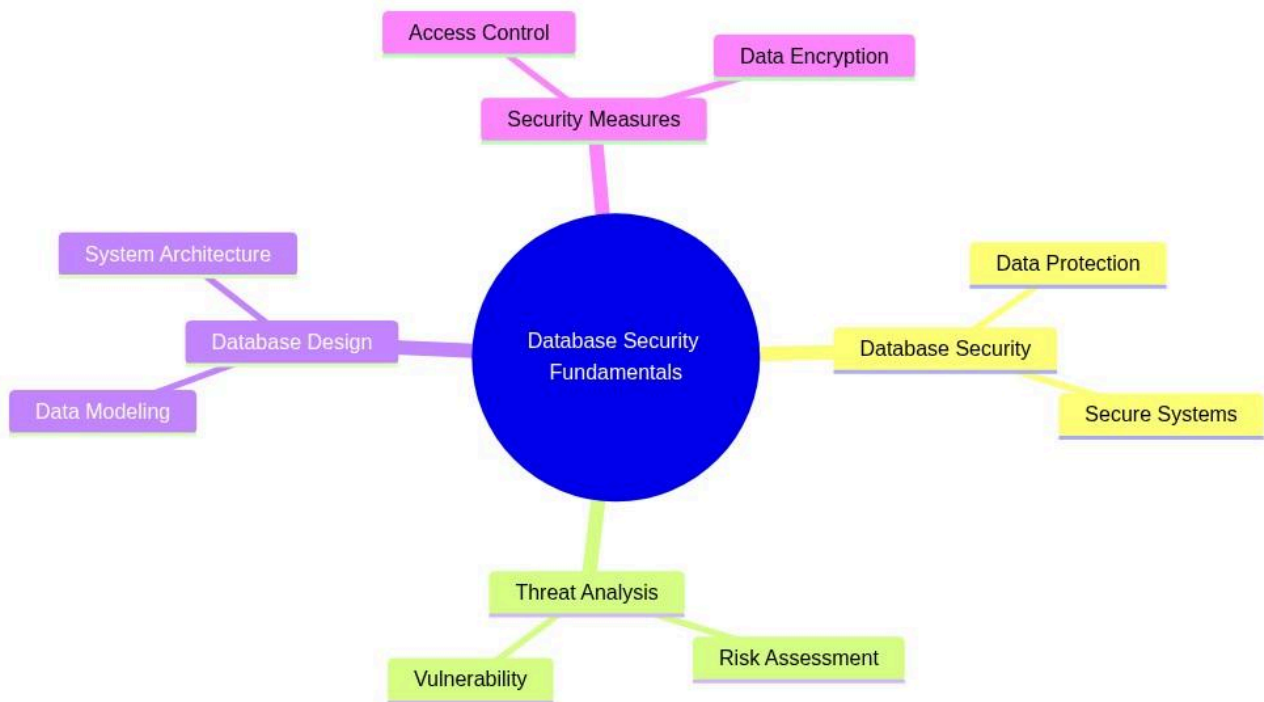 Access Control
Data Encryption
Security Measures
System Architecture
Data Protection
Database Design
Database Security
Fundamentals
Database Security
Data Modeling
Secure Systems
Threat Analysis
Risk Assessment
Vulnerability